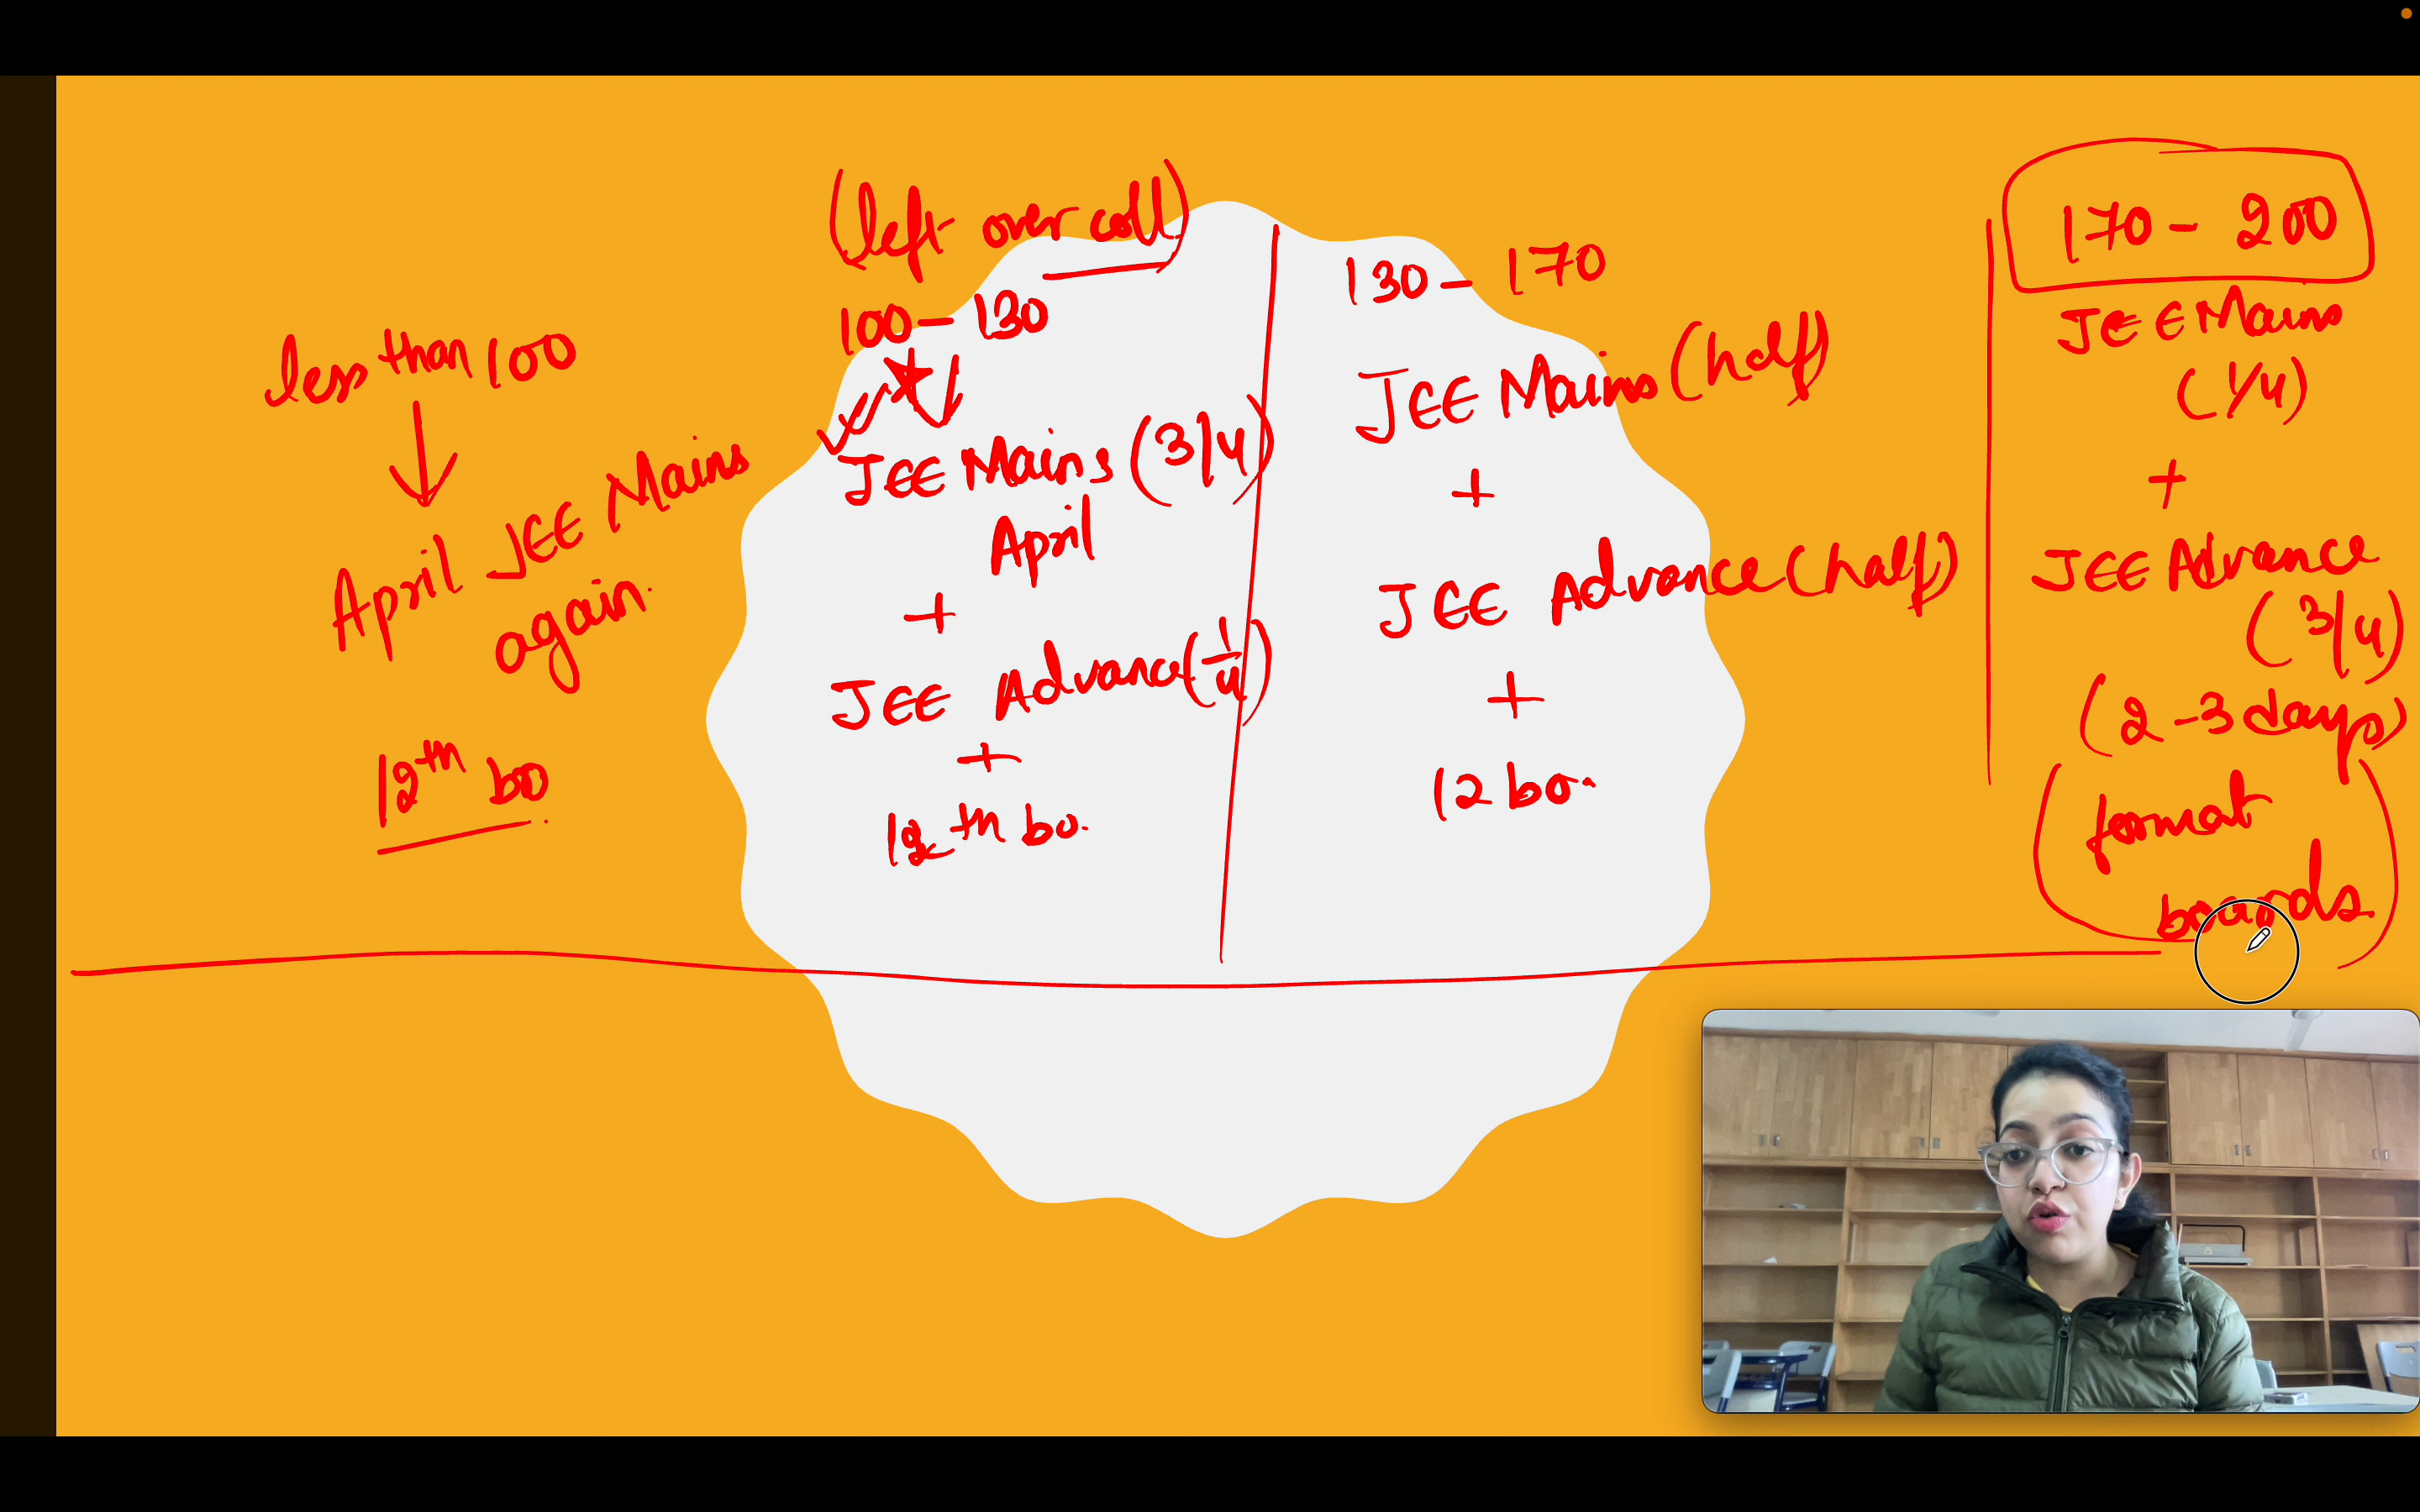 less than 100
April JEE Mains
again.
12th bo
(left over coll)
100 - 130
JEE Mains (3/4)
April
+
JEE Advance (1/4)
+
12th bo.
130 - 170
JEE Mains (half)
+
JEE Advance (half)
+
12 bo.
170 - 200
JEE Mains
(1/4)
+
JEE Advance
(3/4)
(2-3 days)
(format
boards)